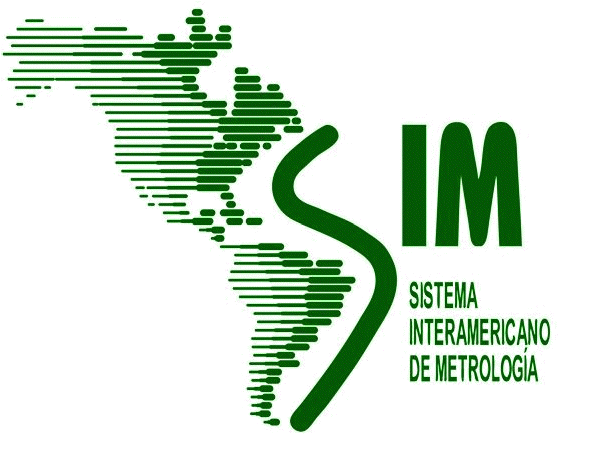 SIM
SISTEMA
INTERAMERICANO
DE METROLOGÍA